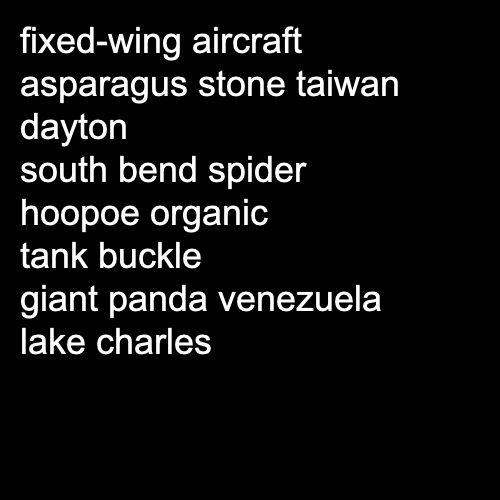 fixed-wing aircraft
asparagus stone taiwan
dayton
south bend spider
hoopoe organic
tank buckle
giant panda venezuela
lake charles